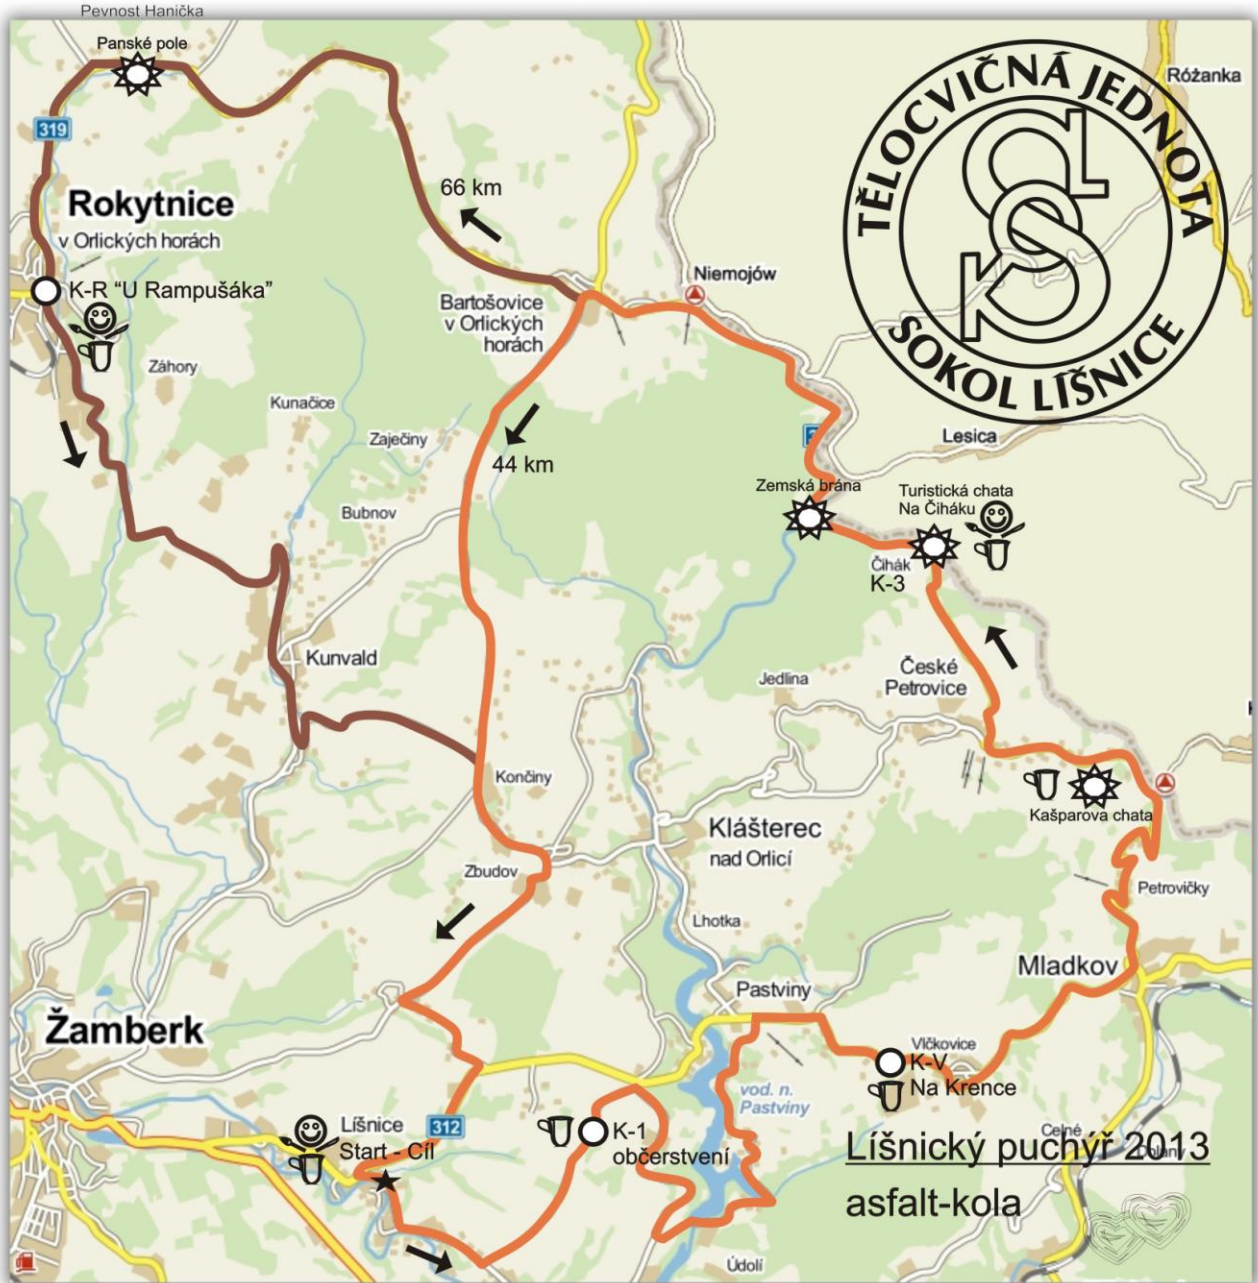 Pevnost Hanička
Panské pole
TĚLOCVIČNÁ JEDNOTA
SOKOL LÍŠNICE
Różanka
319
66 km
Rokytnice
v Orlických horách
Niemojów
K-R “U Rampušáka”
Bartošovice
v Orlických
horách
Záhory
Kunačice
Zaječiny
44 km
Lesica
Zemská brána
Turistická chata
Na Čiháku
Bubnov
Čihák
K-3
Kunvald
České
Petrovice
Jedlina
Končiny
Kašparova chata
Klášterec
nad Orlicí
Zbudov
Petrovičky
Lhotka
Mladkov
Pastviny
Žamberk
Vlčkovice
K-V
Na Krence
vod. n.
Pastviny
Líšnice
Start - Cíl
312
K-1
občerstvení
Celné
Líšnický puchýř 2013
asfalt-kola
Údolí